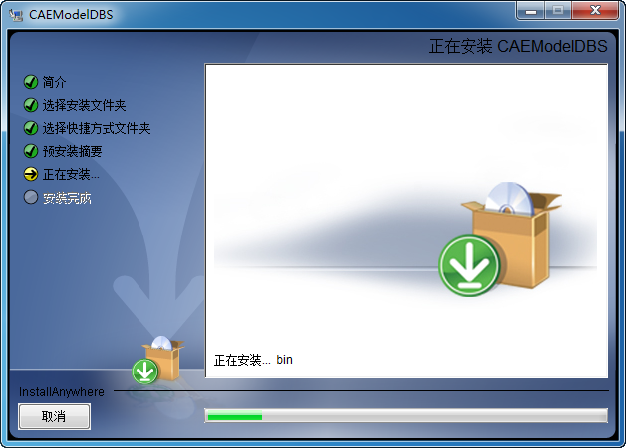 CAEModelDBS
正在安装 CAEModelDBS
简介
选择安装文件夹
选择快捷方式文件夹
预安装摘要
正在安装...
安装完成
正在安装... bin
InstallAnywhere
取消